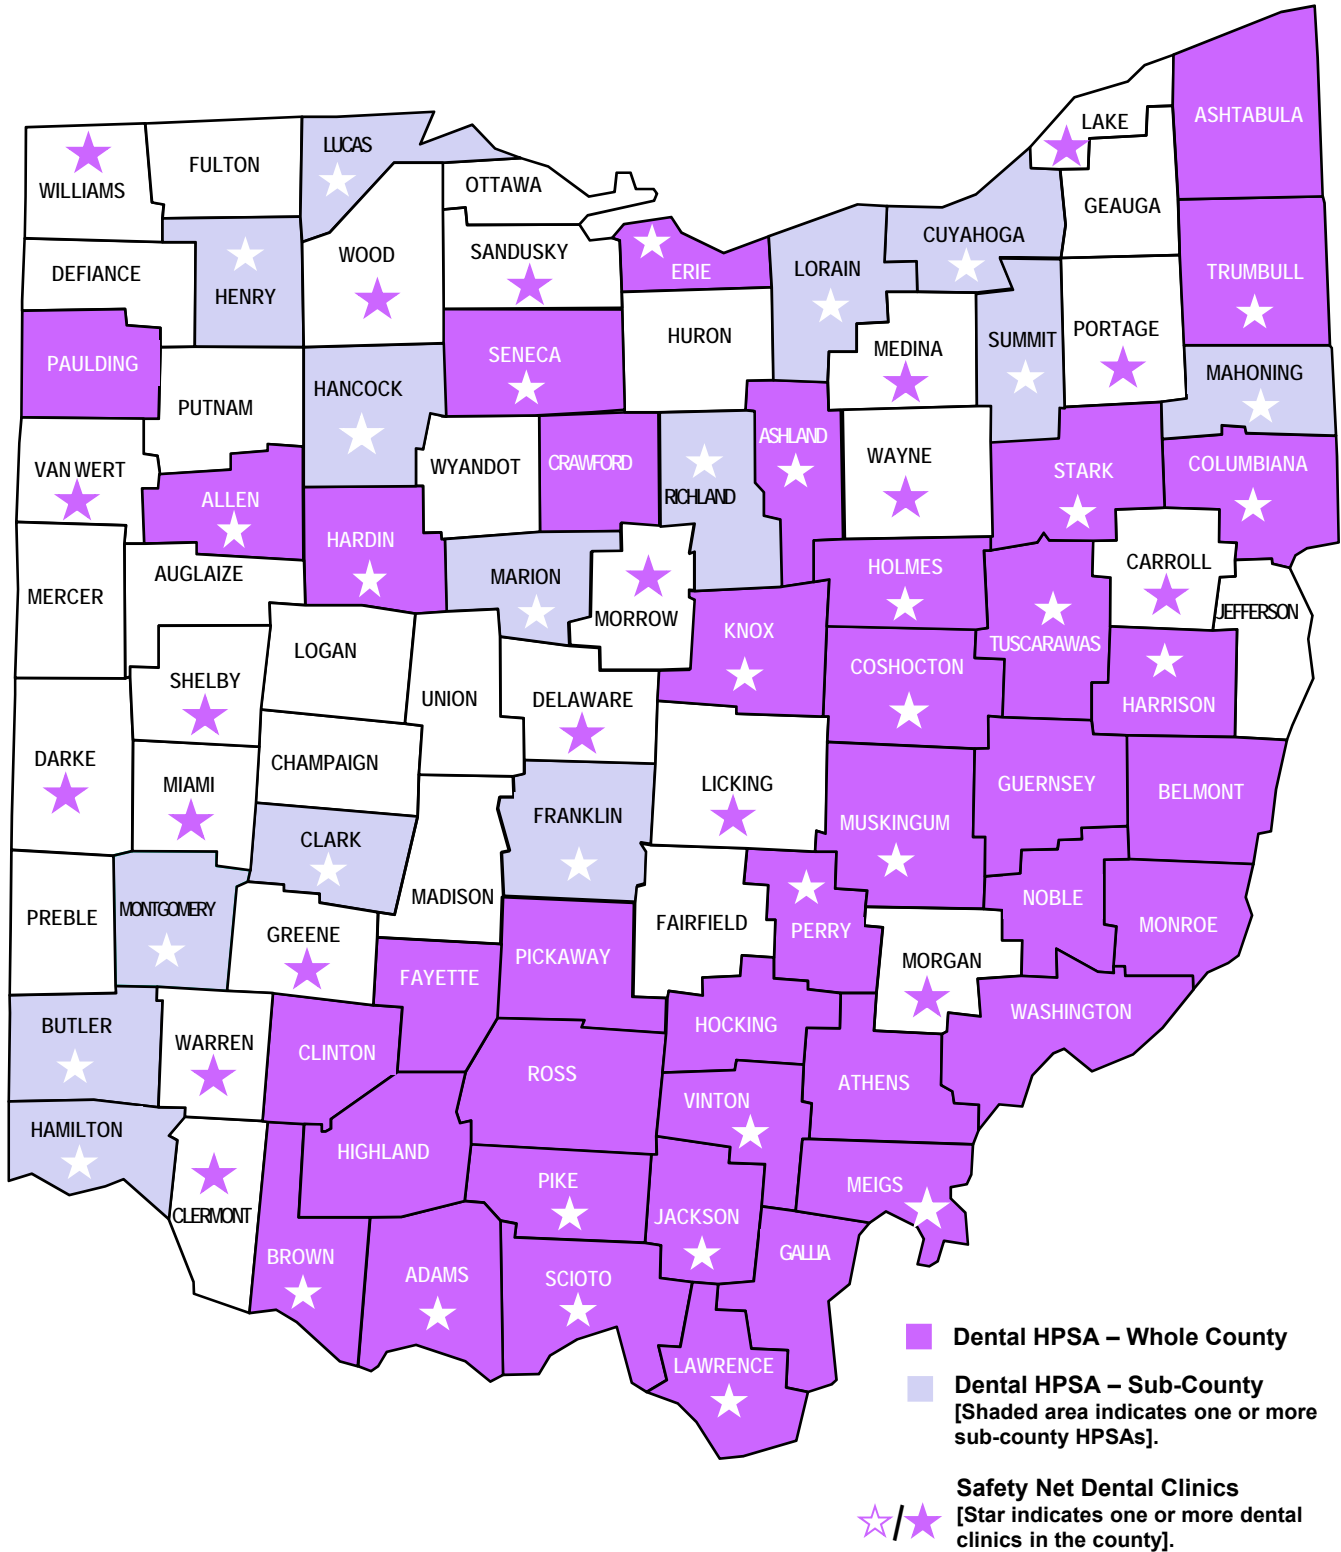 ASHTABULA
LAKE
LUCAS
FULTON
OTTAWA
WILLIAMS
GEAUGA
CUYAHOGA
SANDUSKY
WOOD
LORAIN
ERIE
TRUMBULL
DEFIANCE
HENRY
HURON
PORTAGE
SUMMIT
MEDINA
SENECA
PAULDING
MAHONING
HANCOCK
PUTNAM
ASHLAND
WAYNE
CRAWFORD
WYANDOT
COLUMBIANA
VAN WERT
STARK
RICHLAND
ALLEN
HARDIN
CARROLL
HOLMES
MARION
AUGLAIZE
MERCER
JEFFERSON
MORROW
KNOX
TUSCARAWAS
LOGAN
COSHOCTON
SHELBY
UNION
DELAWARE
HARRISON
DARKE
CHAMPAIGN
MIAMI
LICKING
GUERNSEY
BELMONT
FRANKLIN
MUSKINGUM
CLARK
MADISON
NOBLE
MONTGOMERY
PREBLE
FAIRFIELD
MONROE
PERRY
GREENE
PICKAWAY
MORGAN
FAYETTE
WASHINGTON
BUTLER
HOCKING
WARREN
CLINTON
ROSS
ATHENS
VINTON
HAMILTON
HIGHLAND
PIKE
MEIGS
CLERMONT
JACKSON
GALLIA
BROWN
ADAMS
SCIOTO
LAWRENCE
Dental HPSA – Whole County
Dental HPSA – Sub-County
[Shaded area indicates one or more
sub-county HPSAs].
Safety Net Dental Clinics
/
[Star indicates one or more dental
clinics in the county].